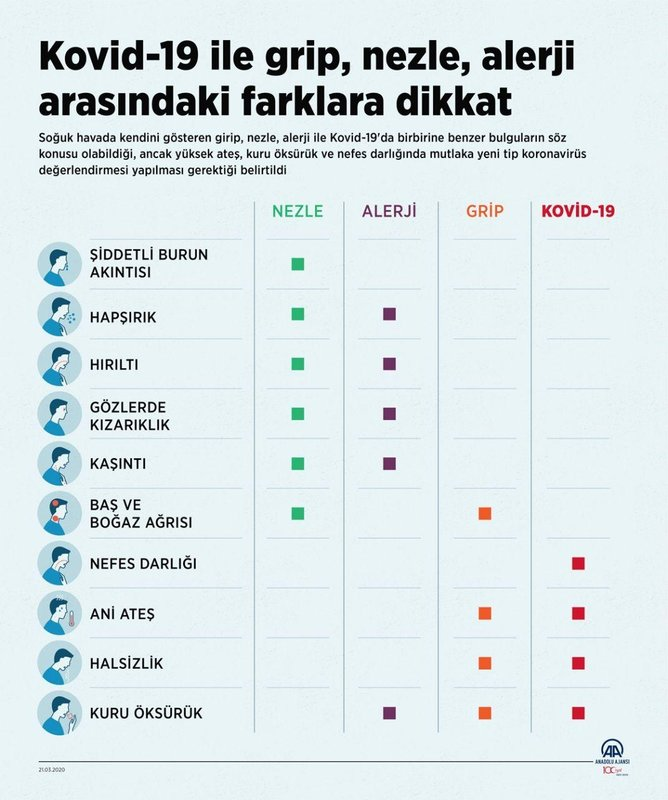 Kovid-19 ile grip, nezle, alerji
arasındaki farklara dikkat
Soğuk havada kendini gösteren girip, nezle, alerji ile Kovid-19'da birbirine benzer bulguların söz
konusu olabildiği, ancak yüksek ateş, kuru öksürük ve nefes darlığında mutlaka yeni tip koronavirüs
değerlendirmesi yapılması gerektiği belirtildi
NEZLE ALERJİ GRİP KOVİD-19
ŞİDDETLİ BURUN
AKINTISI
HAPŞIRIK
HIRILTI
GÖZLERDE
KIZARIKLIK
KAŞINTI
BAŞ VE
BOĞAZ AĞRISI
NEFES DARLIĞI
ANİ ATEŞ
HALSİZLİK
KURU ÖKSÜRÜK
21.03.2020
AA
ANADOLU AJANSI
100